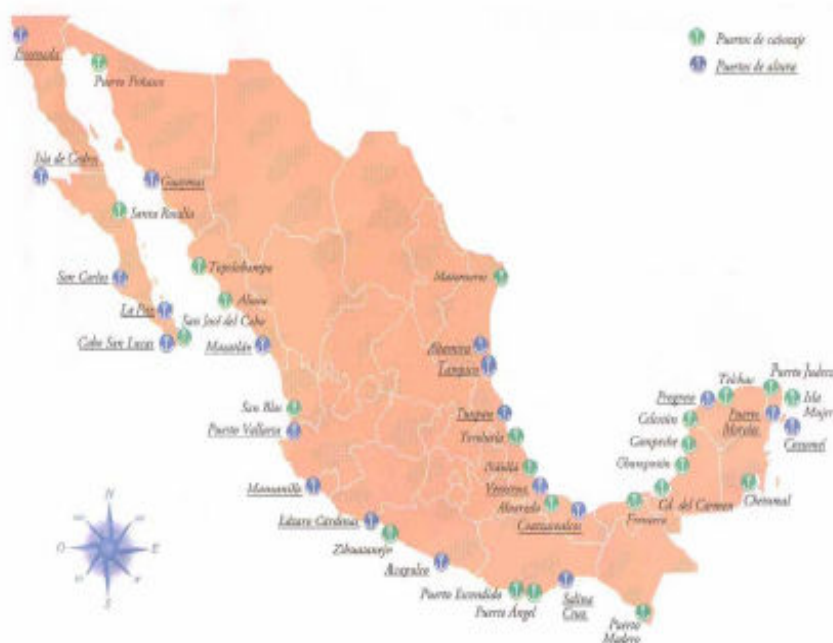 Puertos de cabotaje
Puertos de altura
Ensenada
Puerto Peñasco
Isla de Cedros
Guaymas
Santa Rosalía
Topolobampo
San Carlos
Altata
La Paz
San José del Cabo
Cabo San Lucas
Mazatlán
Matamoros
Altamira
Tampico
San Blas
Puerto Vallarta
Tuxpan
Tecolutla
Nautla
Veracruz
Alvarado
Coatzacoalcos
Manzanillo
Lázaro Cárdenas
Zihuatanejo
Acapulco
Puerto Escondido
Puerto Ángel
Salina
Cruz
Puerto
Madero
Frontera
Cd. del Carmen
Champotón
Campeche
Celestún
Progreso
Telchac
Puerto Juárez
Isla
Mujer
Puerto
Morelos
Cozumel
Chetumal
N
E
S
O